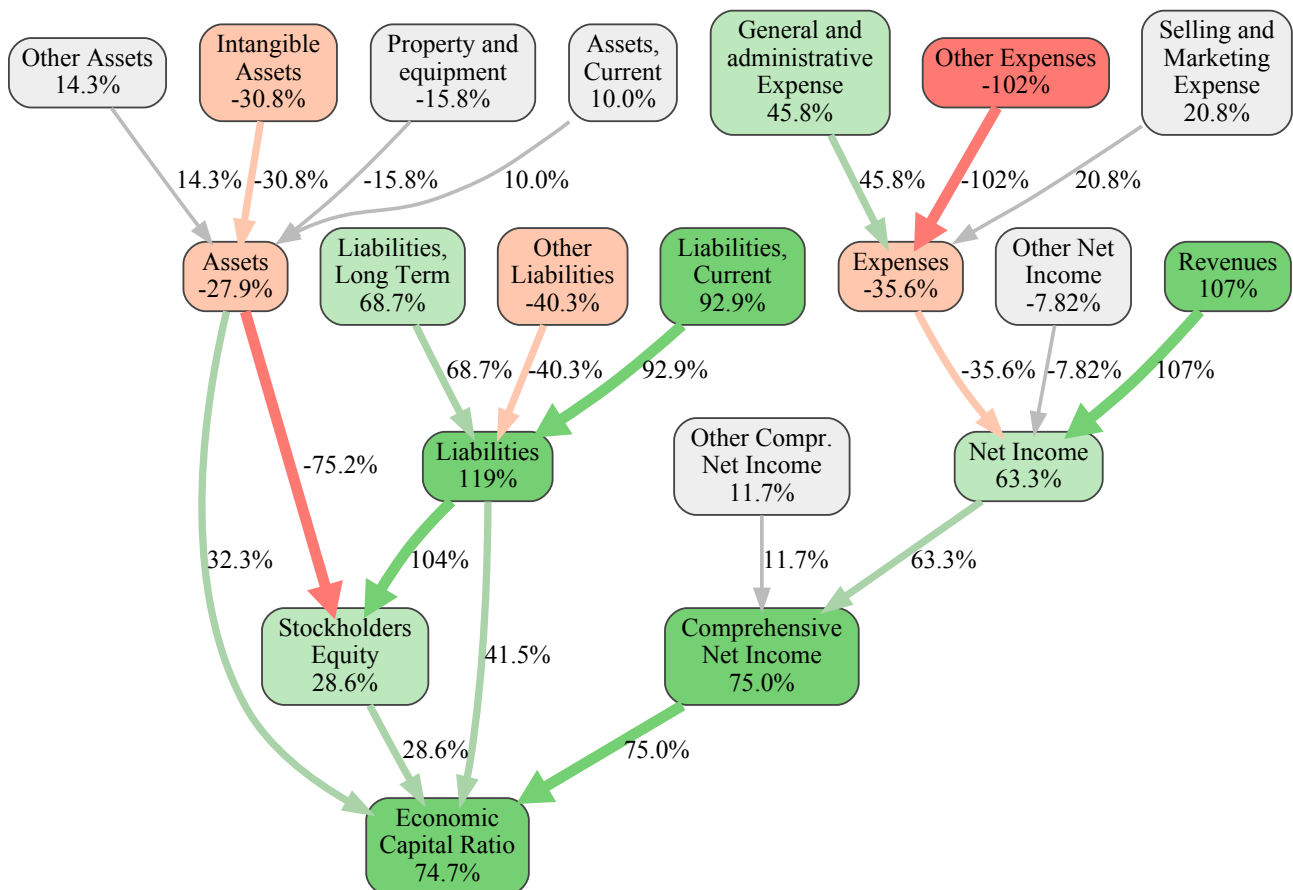 Other Assets
14.3%
Intangible
Assets
-30.8%
Property and
equipment
-15.8%
Assets,
Current
10.0%
General and
administrative
Expense
45.8%
Other Expenses
-102%
Selling and
Marketing
Expense
20.8%
14.3%
-30.8%
-15.8%
10.0%
45.8%
-102%
20.8%
Assets
-27.9%
Liabilities,
Long Term
68.7%
Other
Liabilities
-40.3%
Liabilities,
Current
92.9%
Expenses
-35.6%
Other Net
Income
-7.82%
Revenues
107%
68.7%
-40.3%
92.9%
-35.6%
-7.82%
107%
-75.2%
Liabilities
119%
Other Compr.
Net Income
11.7%
Net Income
63.3%
32.3%
104%
11.7%
63.3%
Stockholders
Equity
28.6%
41.5%
Comprehensive
Net Income
75.0%
28.6%
75.0%
Economic
Capital Ratio
74.7%